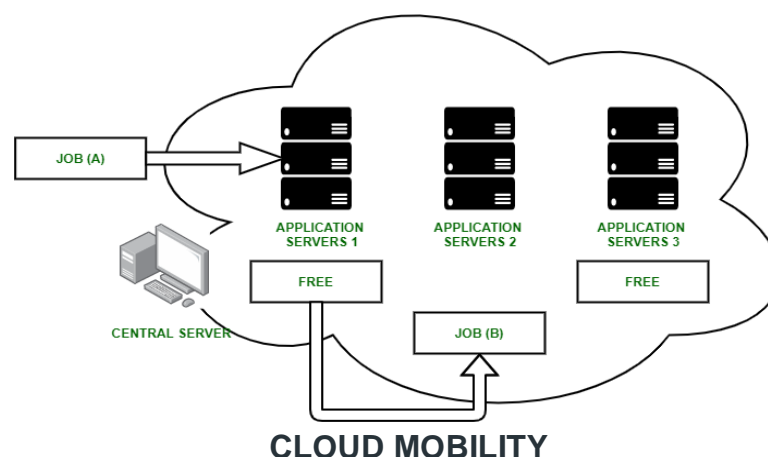 JOB (A)
APPLICATION
SERVERS 1
APPLICATION
SERVERS 2
APPLICATION
SERVERS 3
FREE
FREE
CENTRAL SERVER
JOB (B)
CLOUD MOBILITY